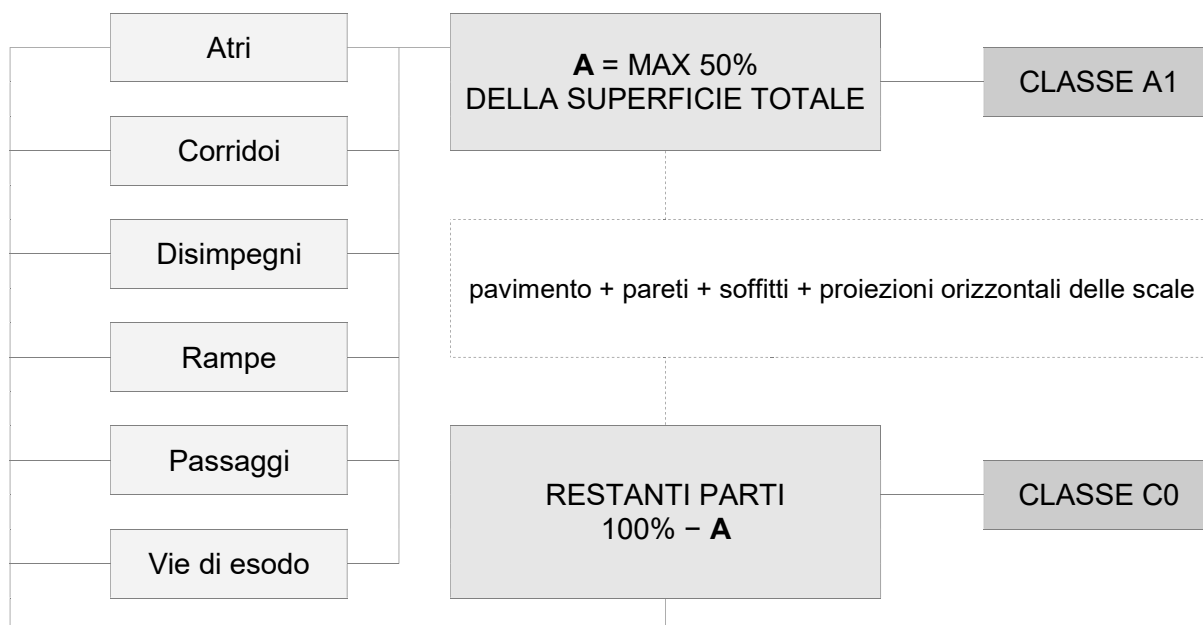 Atri
Corridoi
Disimpegni
Rampe
Passaggi
Vie di esodo
A = MAX 50%
DELLA SUPERFICIE TOTALE
CLASSE A1
pavimento + pareti + soffitti + proiezioni orizzontali delle scale
RESTANTI PARTI
100% − A
CLASSE C0